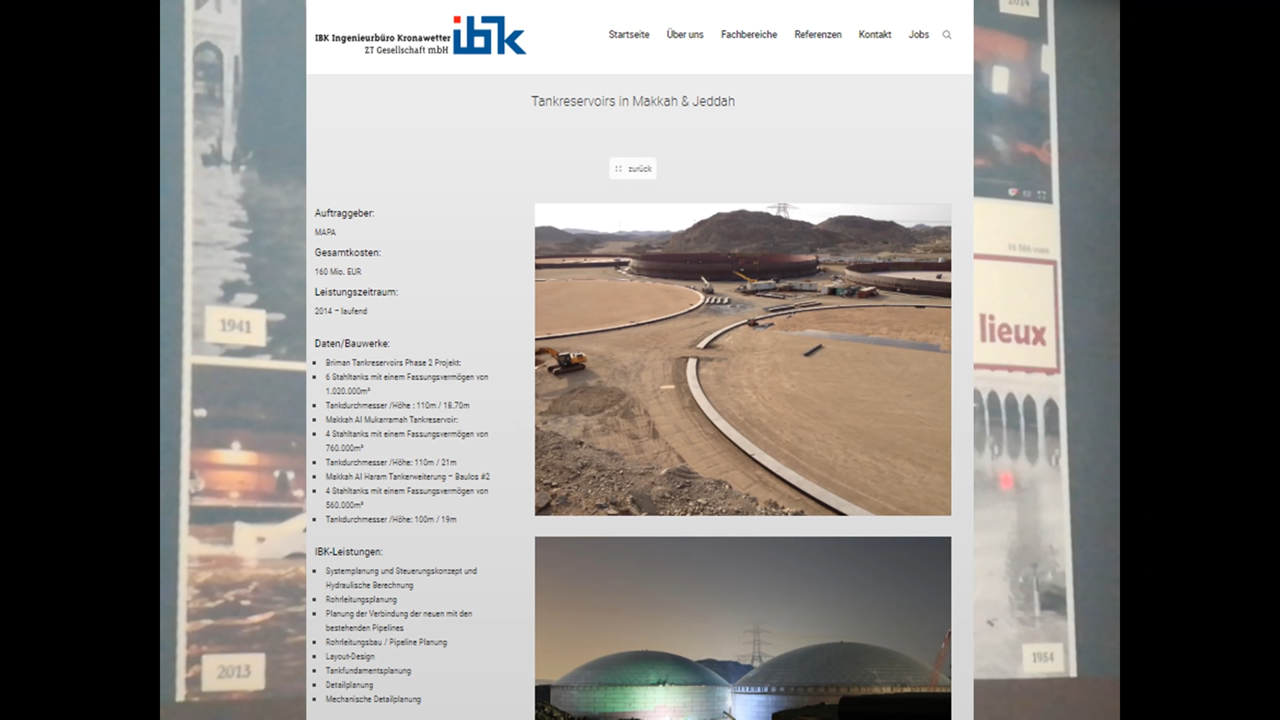 2014
IBK Ingenieurbüro Kronawetter
ZT Gesellschaft mbH
ibk
Startseite Über uns Fachbereiche Referenzen Kontakt Jobs
Tankreservoirs in Makkah & Jeddah
zurück
Auftraggeber:
MAPA
Gesamtkosten:
160 Mio. EUR
Leistungszeitraum:
2014 – laufend
Daten/Bauwerke:
Briman Tankreservoirs Phase 2 Projekt:
6 Stahltanks mit einem Fassungsvermögen von
1.020.000m³
Tankdurchmesser /Höhe : 110m / 18.70m
Makkah Al Mukarramah Tankreservoir:
4 Stahltanks mit einem Fassungsvermögen von
760.000m³
Tankdurchmesser /Höhe: 110m / 21m
Makkah Al Haram Tankerweiterung – Baulos #2
4 Stahltanks mit einem Fassungsvermögen von
560.000m³
Tankdurchmesser /Höhe: 100m / 19m
IBK-Leistungen:
Systemplanung und Steuerungskonzept und
Hydraulische Berechnung
Rohrleitungsplanung
Planung der Verbindung der neuen mit den
bestehenden Pipelines
Rohrleitungsbau / Pipeline Planung
Layout-Design
Tankfundamentsplanung
Detailplanung
Mechanische Detailplanung
1941
2013
lieux
1954